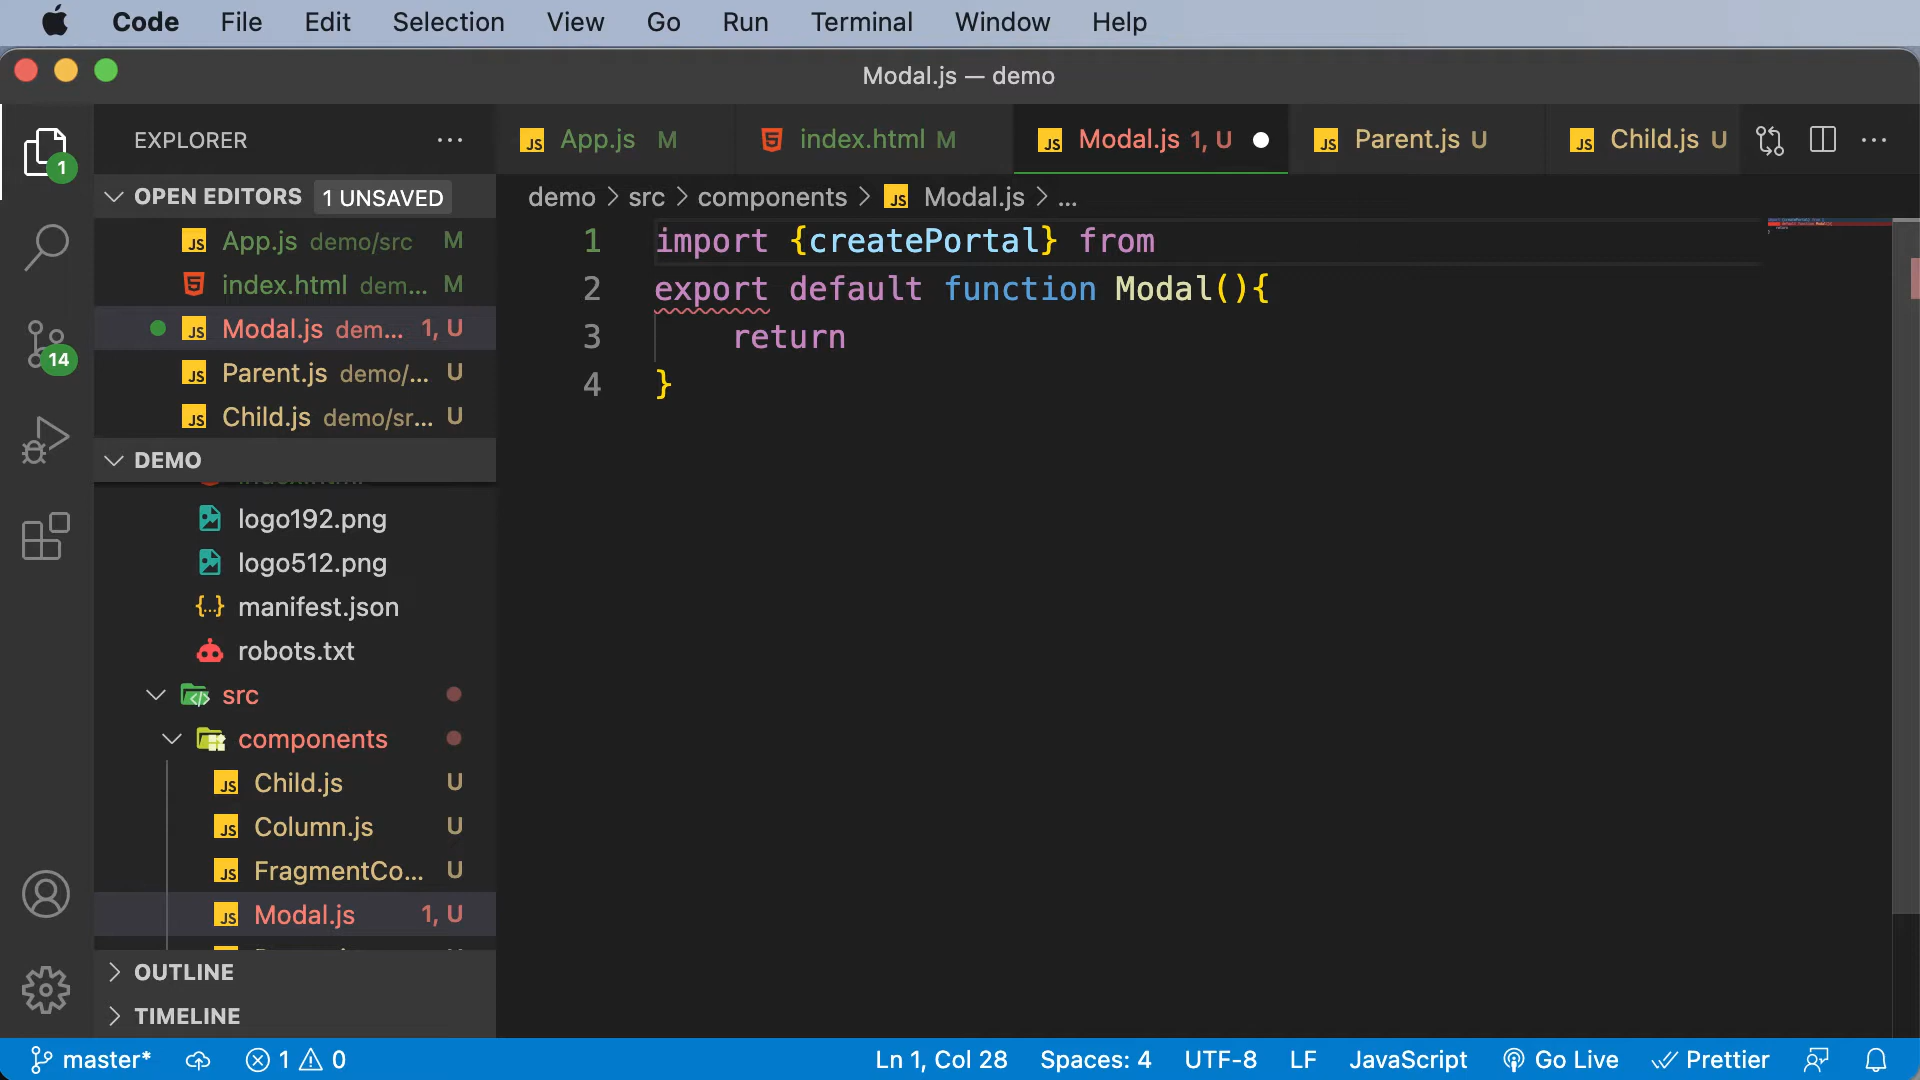 Code File Edit Selection View Go Run Terminal Window Help
Modal.js — demo
EXPLORER
OPEN EDITORS 1 UNSAVED
App.js demo/src M
index.html dem... M
Modal.js dem... 1, U
Parent.js demo/... U
Child.js demo/sr... U
DEMO
logo192.png
logo512.png
manifest.json
robots.txt
src
components
Child.js U
Column.js U
FragmentCo... U
Modal.js 1, U
OUTLINE
TIMELINE
1
14
App.js M index.html M Modal.js 1, U Parent.js U Child.js U
demo > src > components > JS Modal.js > ...
1 import {createPortal} from
2 export default function Modal(){
3 return
4 }
master* 1 0 Ln 1, Col 28 Spaces: 4 UTF-8 LF JavaScript Go Live Prettier